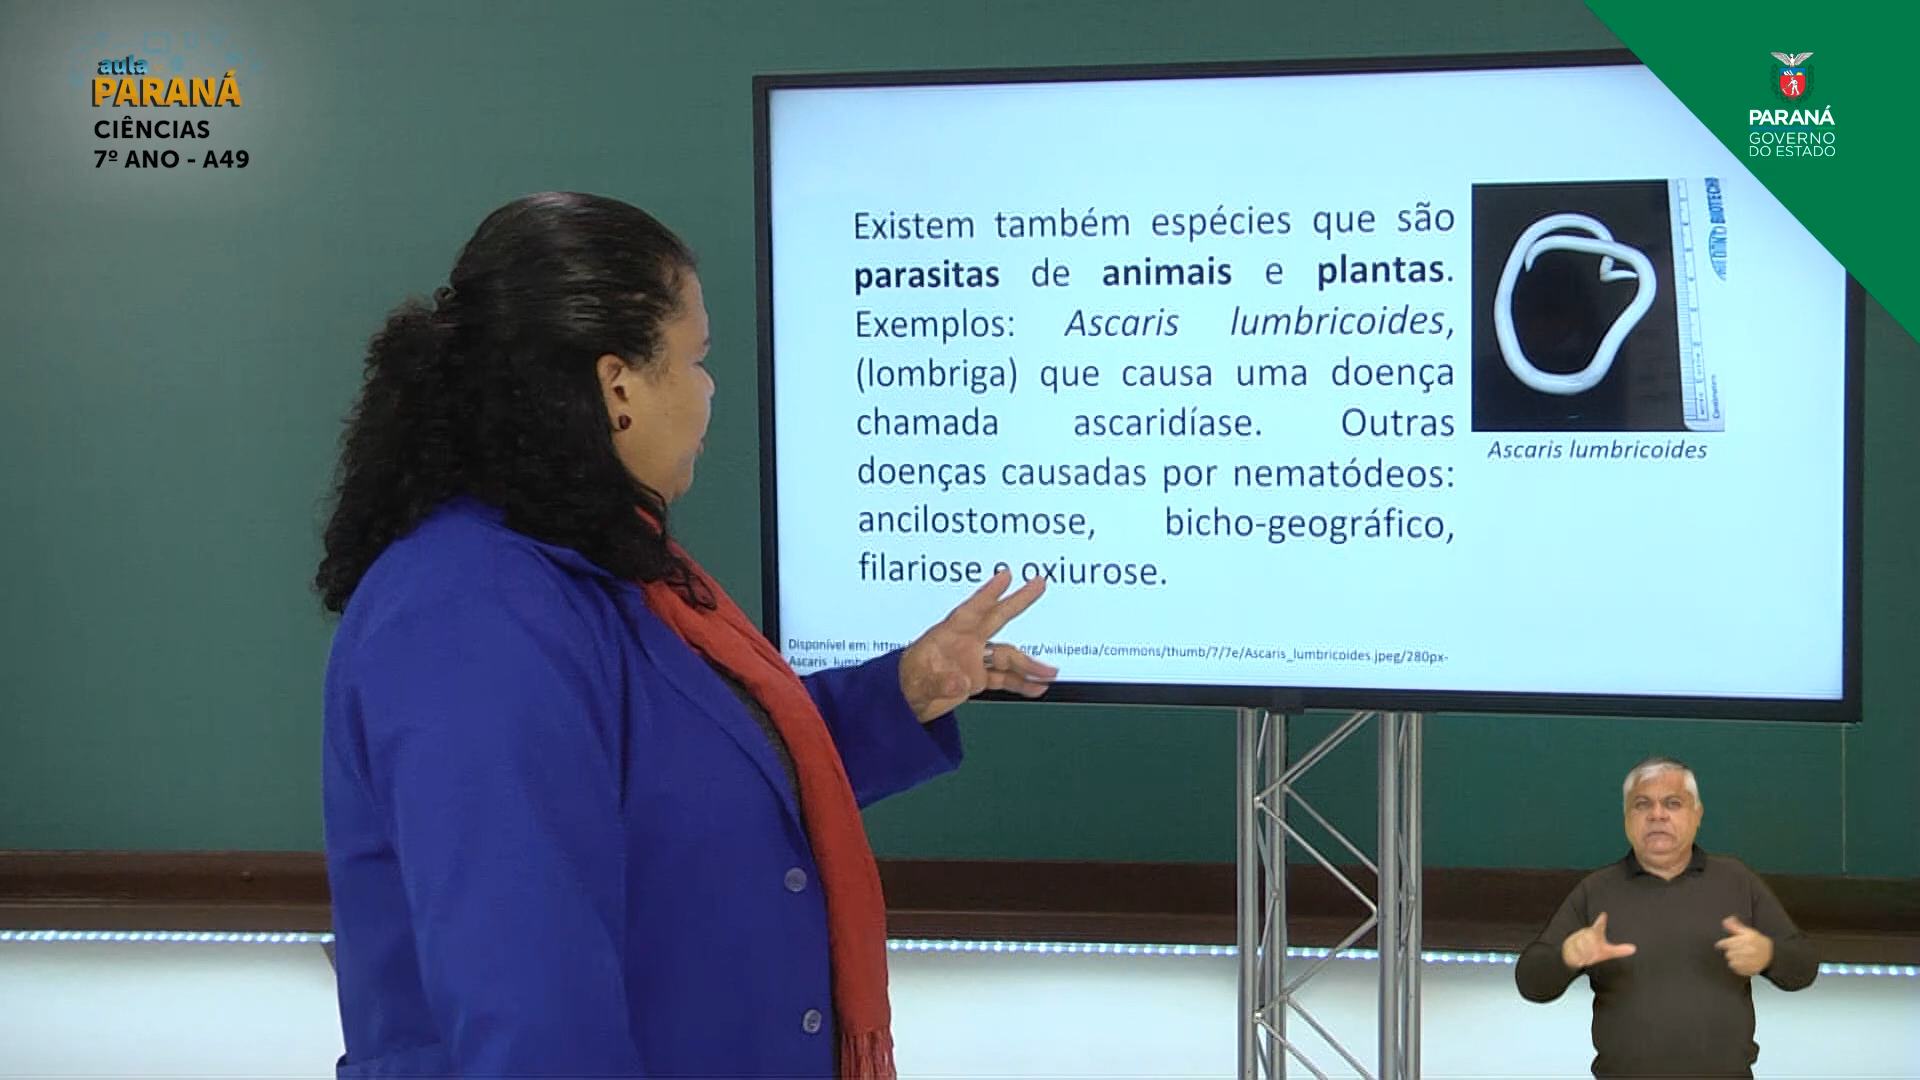 aula
PARANÁ
CIÊNCIAS
7º ANO - A49
PARANÁ
GOVERNO
DO ESTADO
Existem também espécies que são
parasitas de animais e plantas.
Exemplos: Ascaris lumbricoides,
(lombriga) que causa uma doença
chamada ascaridíase. Outras
doenças causadas por nematódeos:
ancilostomose, bicho-geográfico,
filariose e oxiurose.
Ascaris lumbricoides
Disponível em: org/wikipedia/commons/thumb/7/7e/Ascaris_lumbricoides.jpeg/280px-
Ascaris